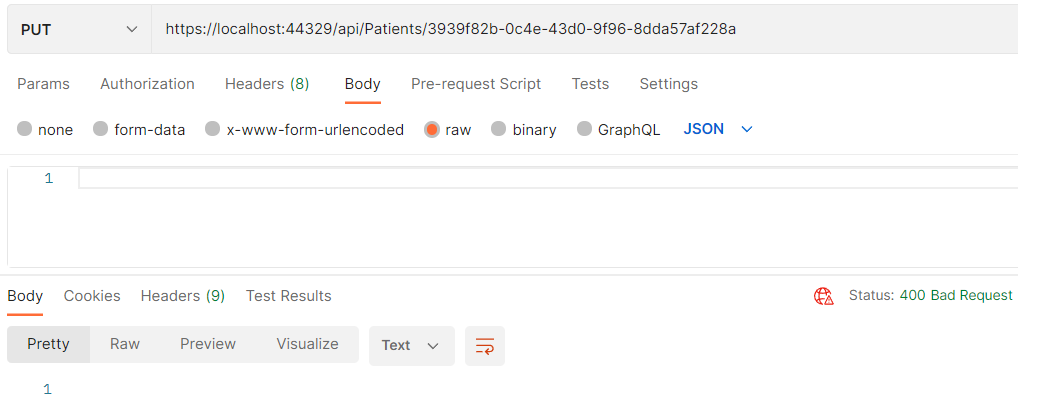 PUT https://localhost:44329/api/Patients/3939f82b-0c4e-43d0-9f96-8dda57af228a
Params Authorization Headers (8) Body Pre-request Script Tests Settings
none form-data x-www-form-urlencoded raw binary GraphQL JSON
1
Body Cookies Headers (9) Test Results Status: 400 Bad Request
Pretty Raw Preview Visualize Text
1